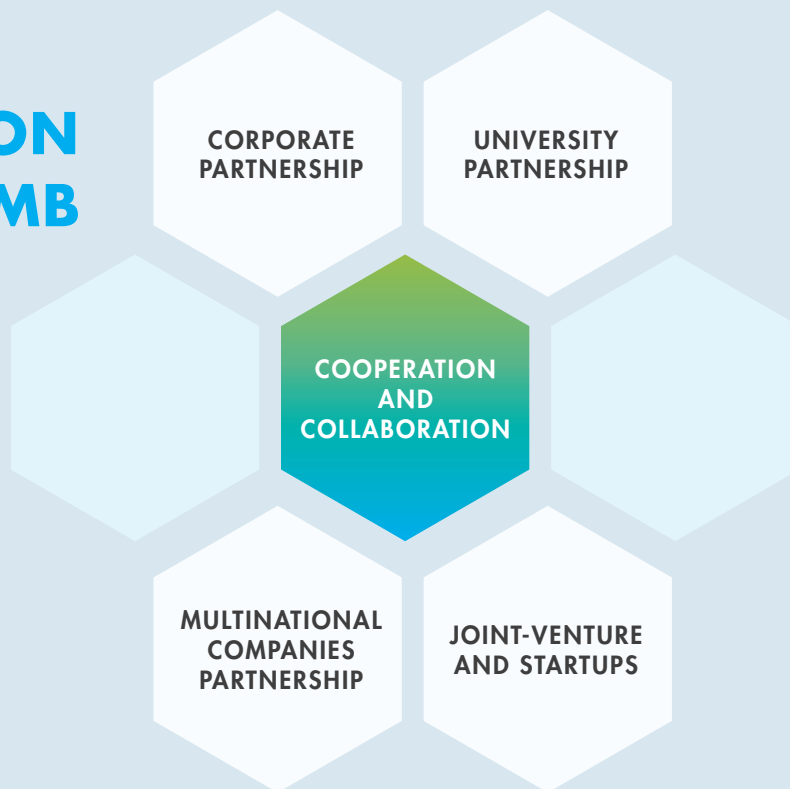 ON
MB
CORPORATE
PARTNERSHIP
UNIVERSITY
PARTNERSHIP
COOPERATION
AND
COLLABORATION
MULTINATIONAL
COMPANIES
PARTNERSHIP
JOINT-VENTURE
AND STARTUPS